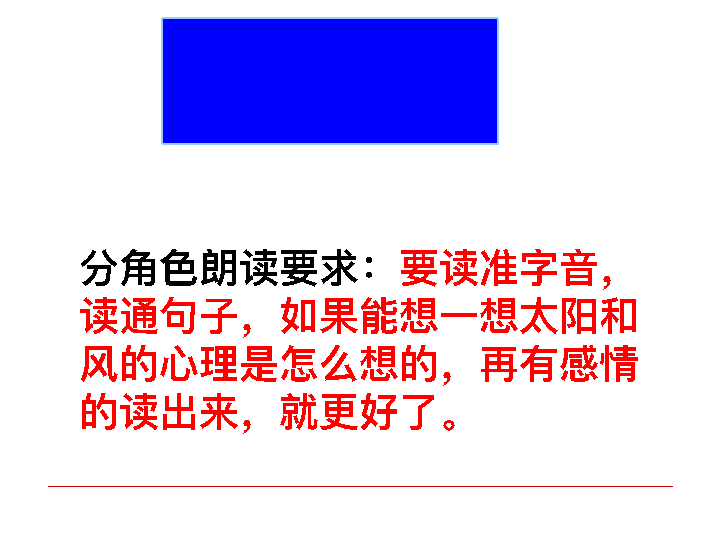 分角色朗读要求：要读准字音，
读通句子，如果能想一想太阳和
风的心理是怎么想的，再有感情
的读出来，就更好了。